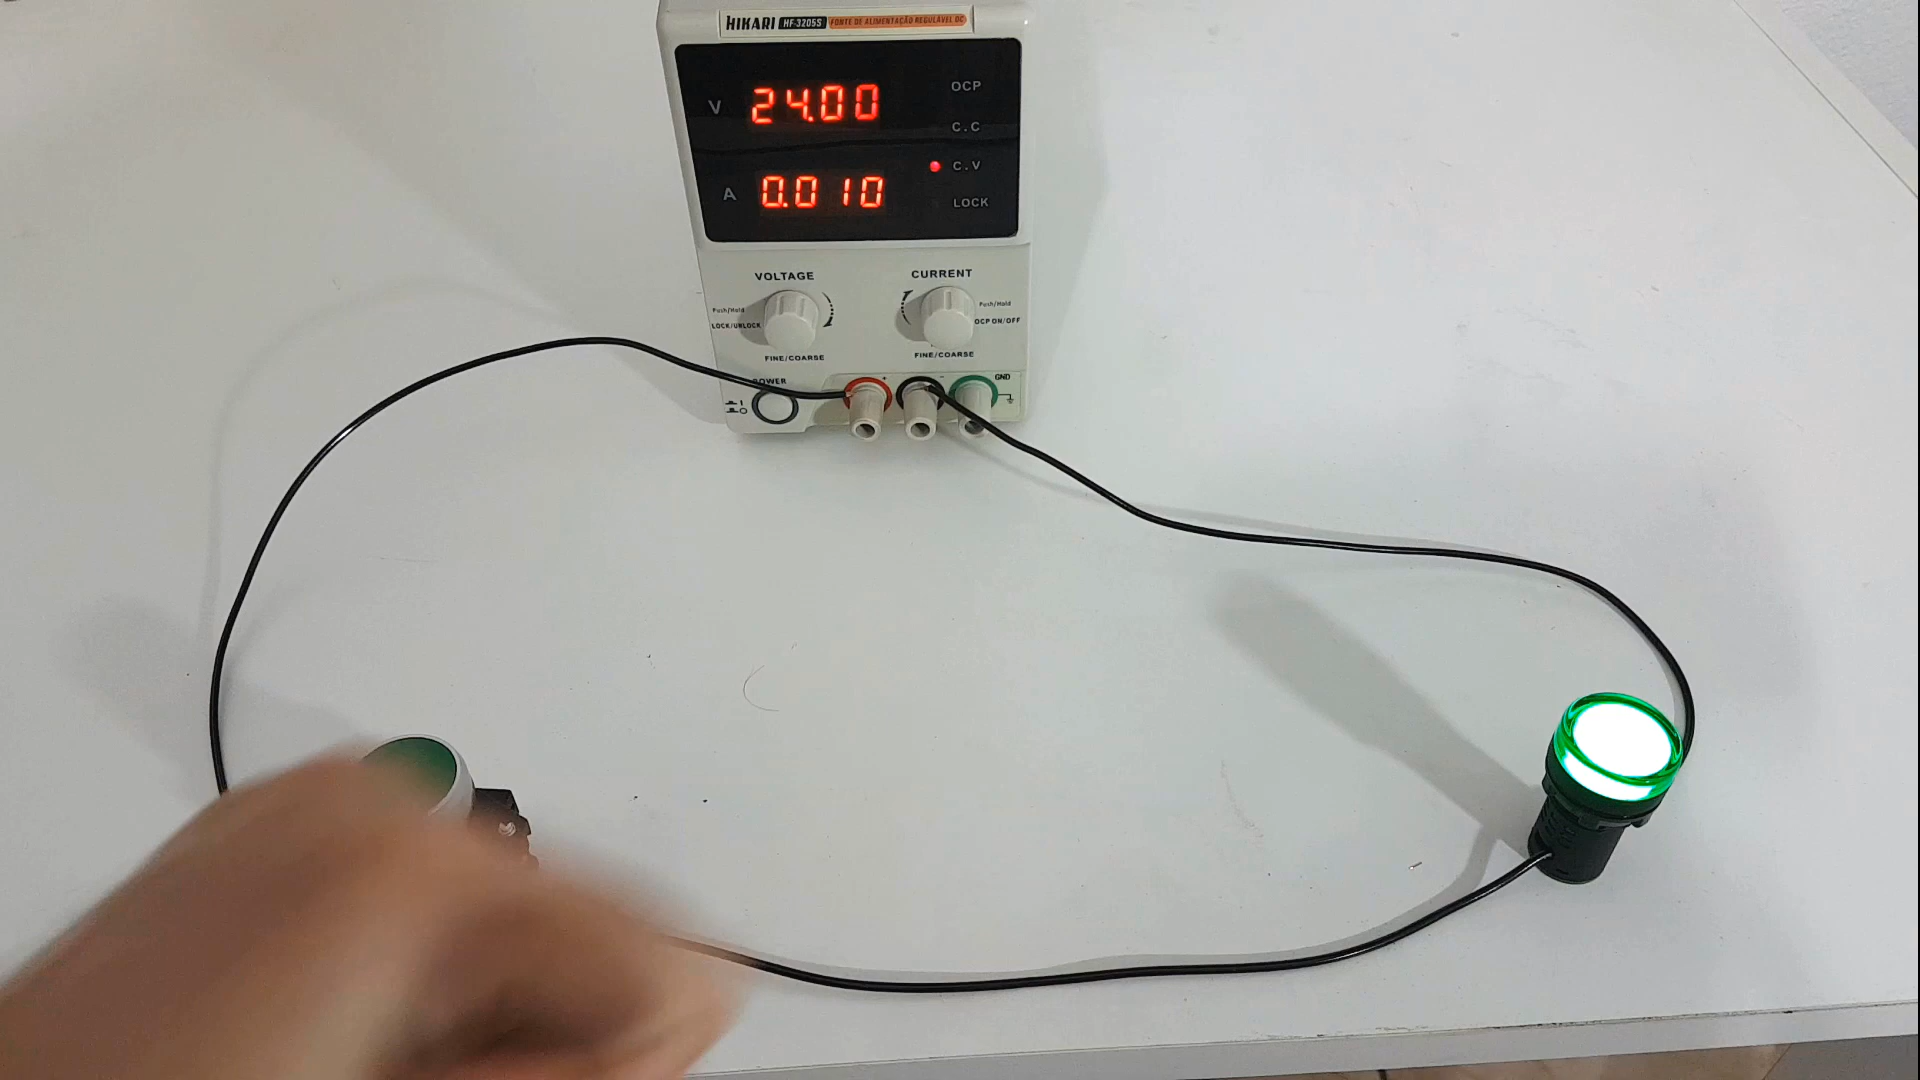 HIKARI HF-3205S FONTE DE ALIMENTAÇÃO REGULÁVEL DC
V 24.00 OCP
C.C
C.V
A 0.010
LOCK
VOLTAGE CURRENT
Push/Hold Push/Hold
LOCK/UNLOCK OCP ON/OFF
FINE/COARSE FINE/COARSE
POWER + - GND